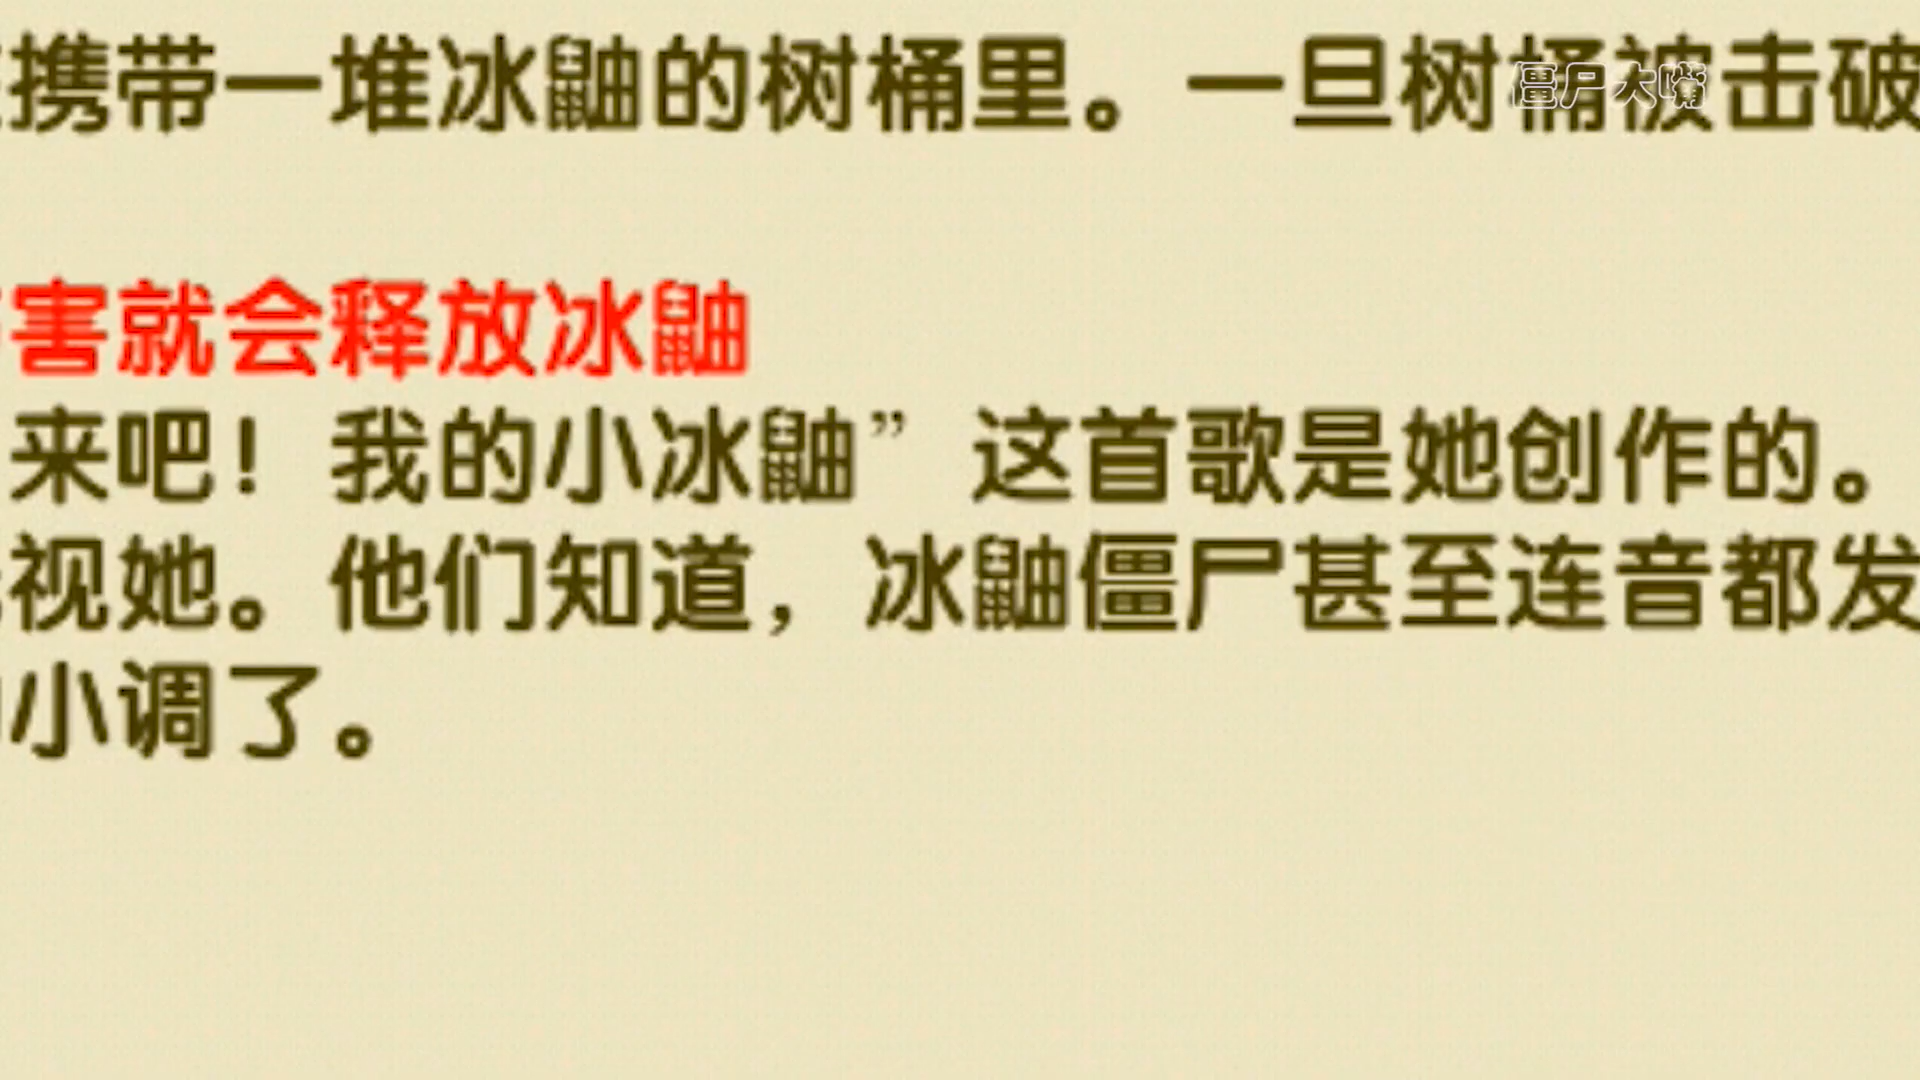 携带一堆冰鼬的树桶里。一旦树桶被击破
僵尸大嘴
害就会释放冰鼬
来吧！我的小冰鼬”这首歌是她创作的。
视她。他们知道，冰鼬僵尸甚至连音都发
小调了。